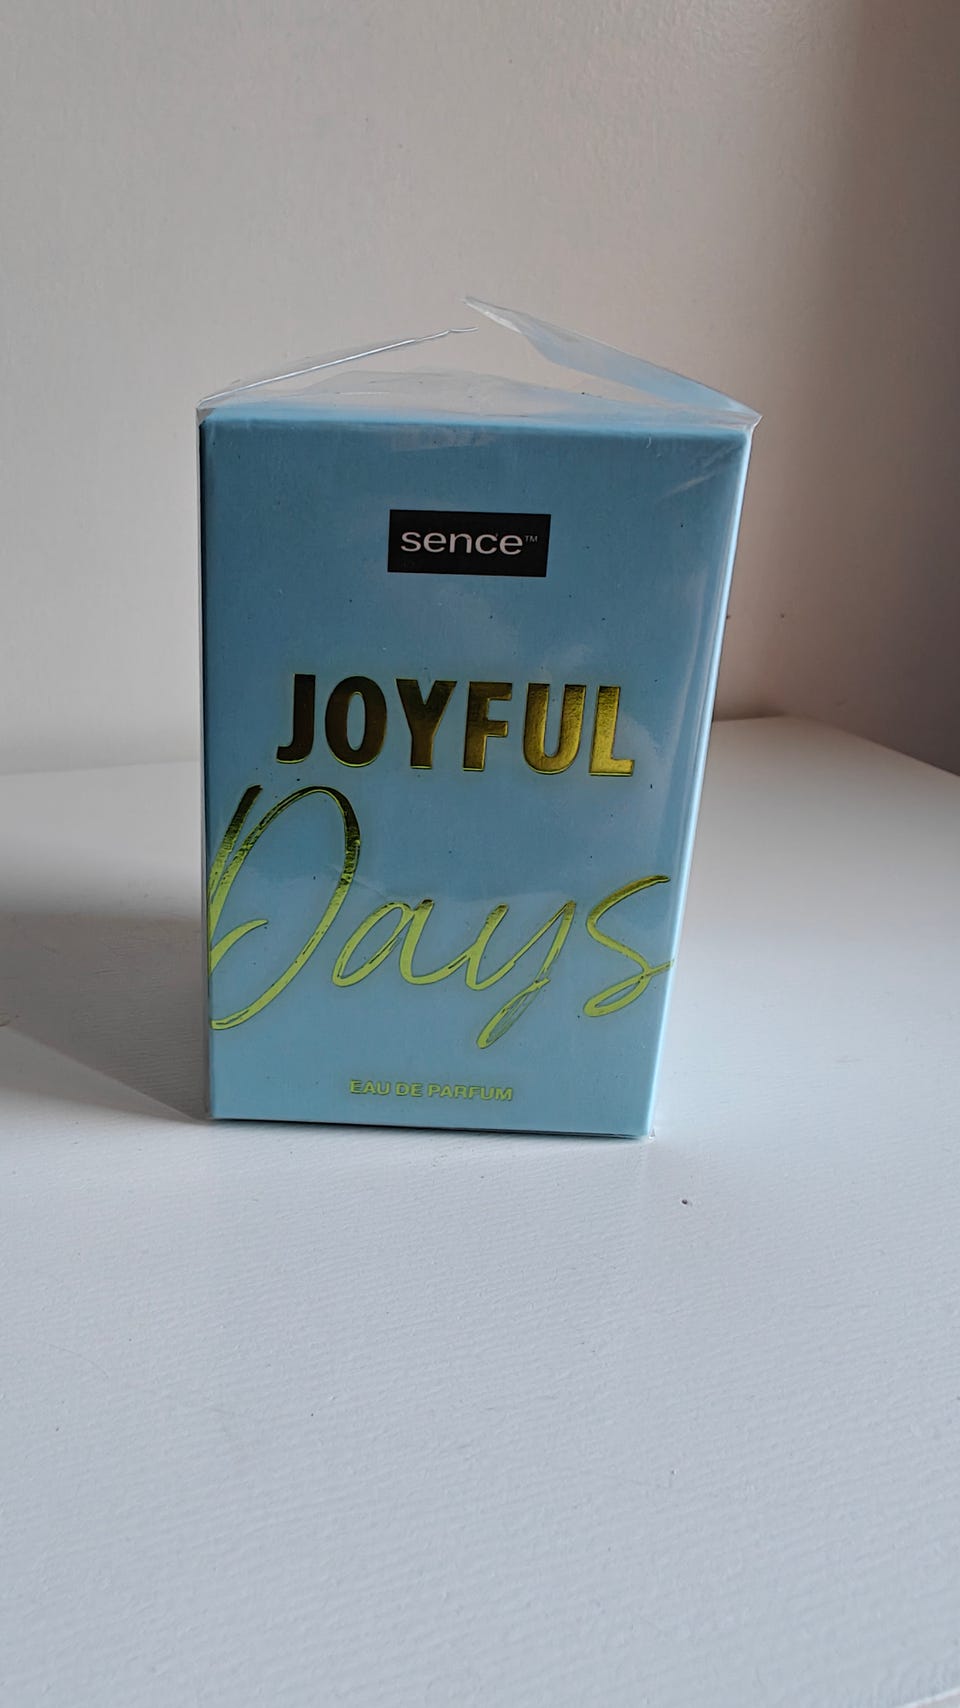 sence™
JOYFUL
Days
EAU DE PARFUM